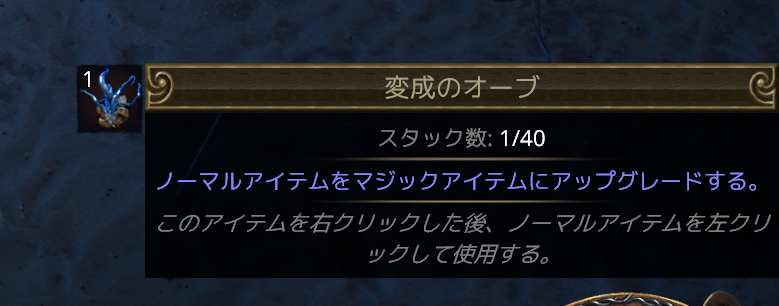 1
変成のオーブ
スタック数: 1/40
ノーマルアイテムをマジックアイテムにアップグレードする。
このアイテムを右クリックした後、ノーマルアイテムを左クリ
ックして使用する。